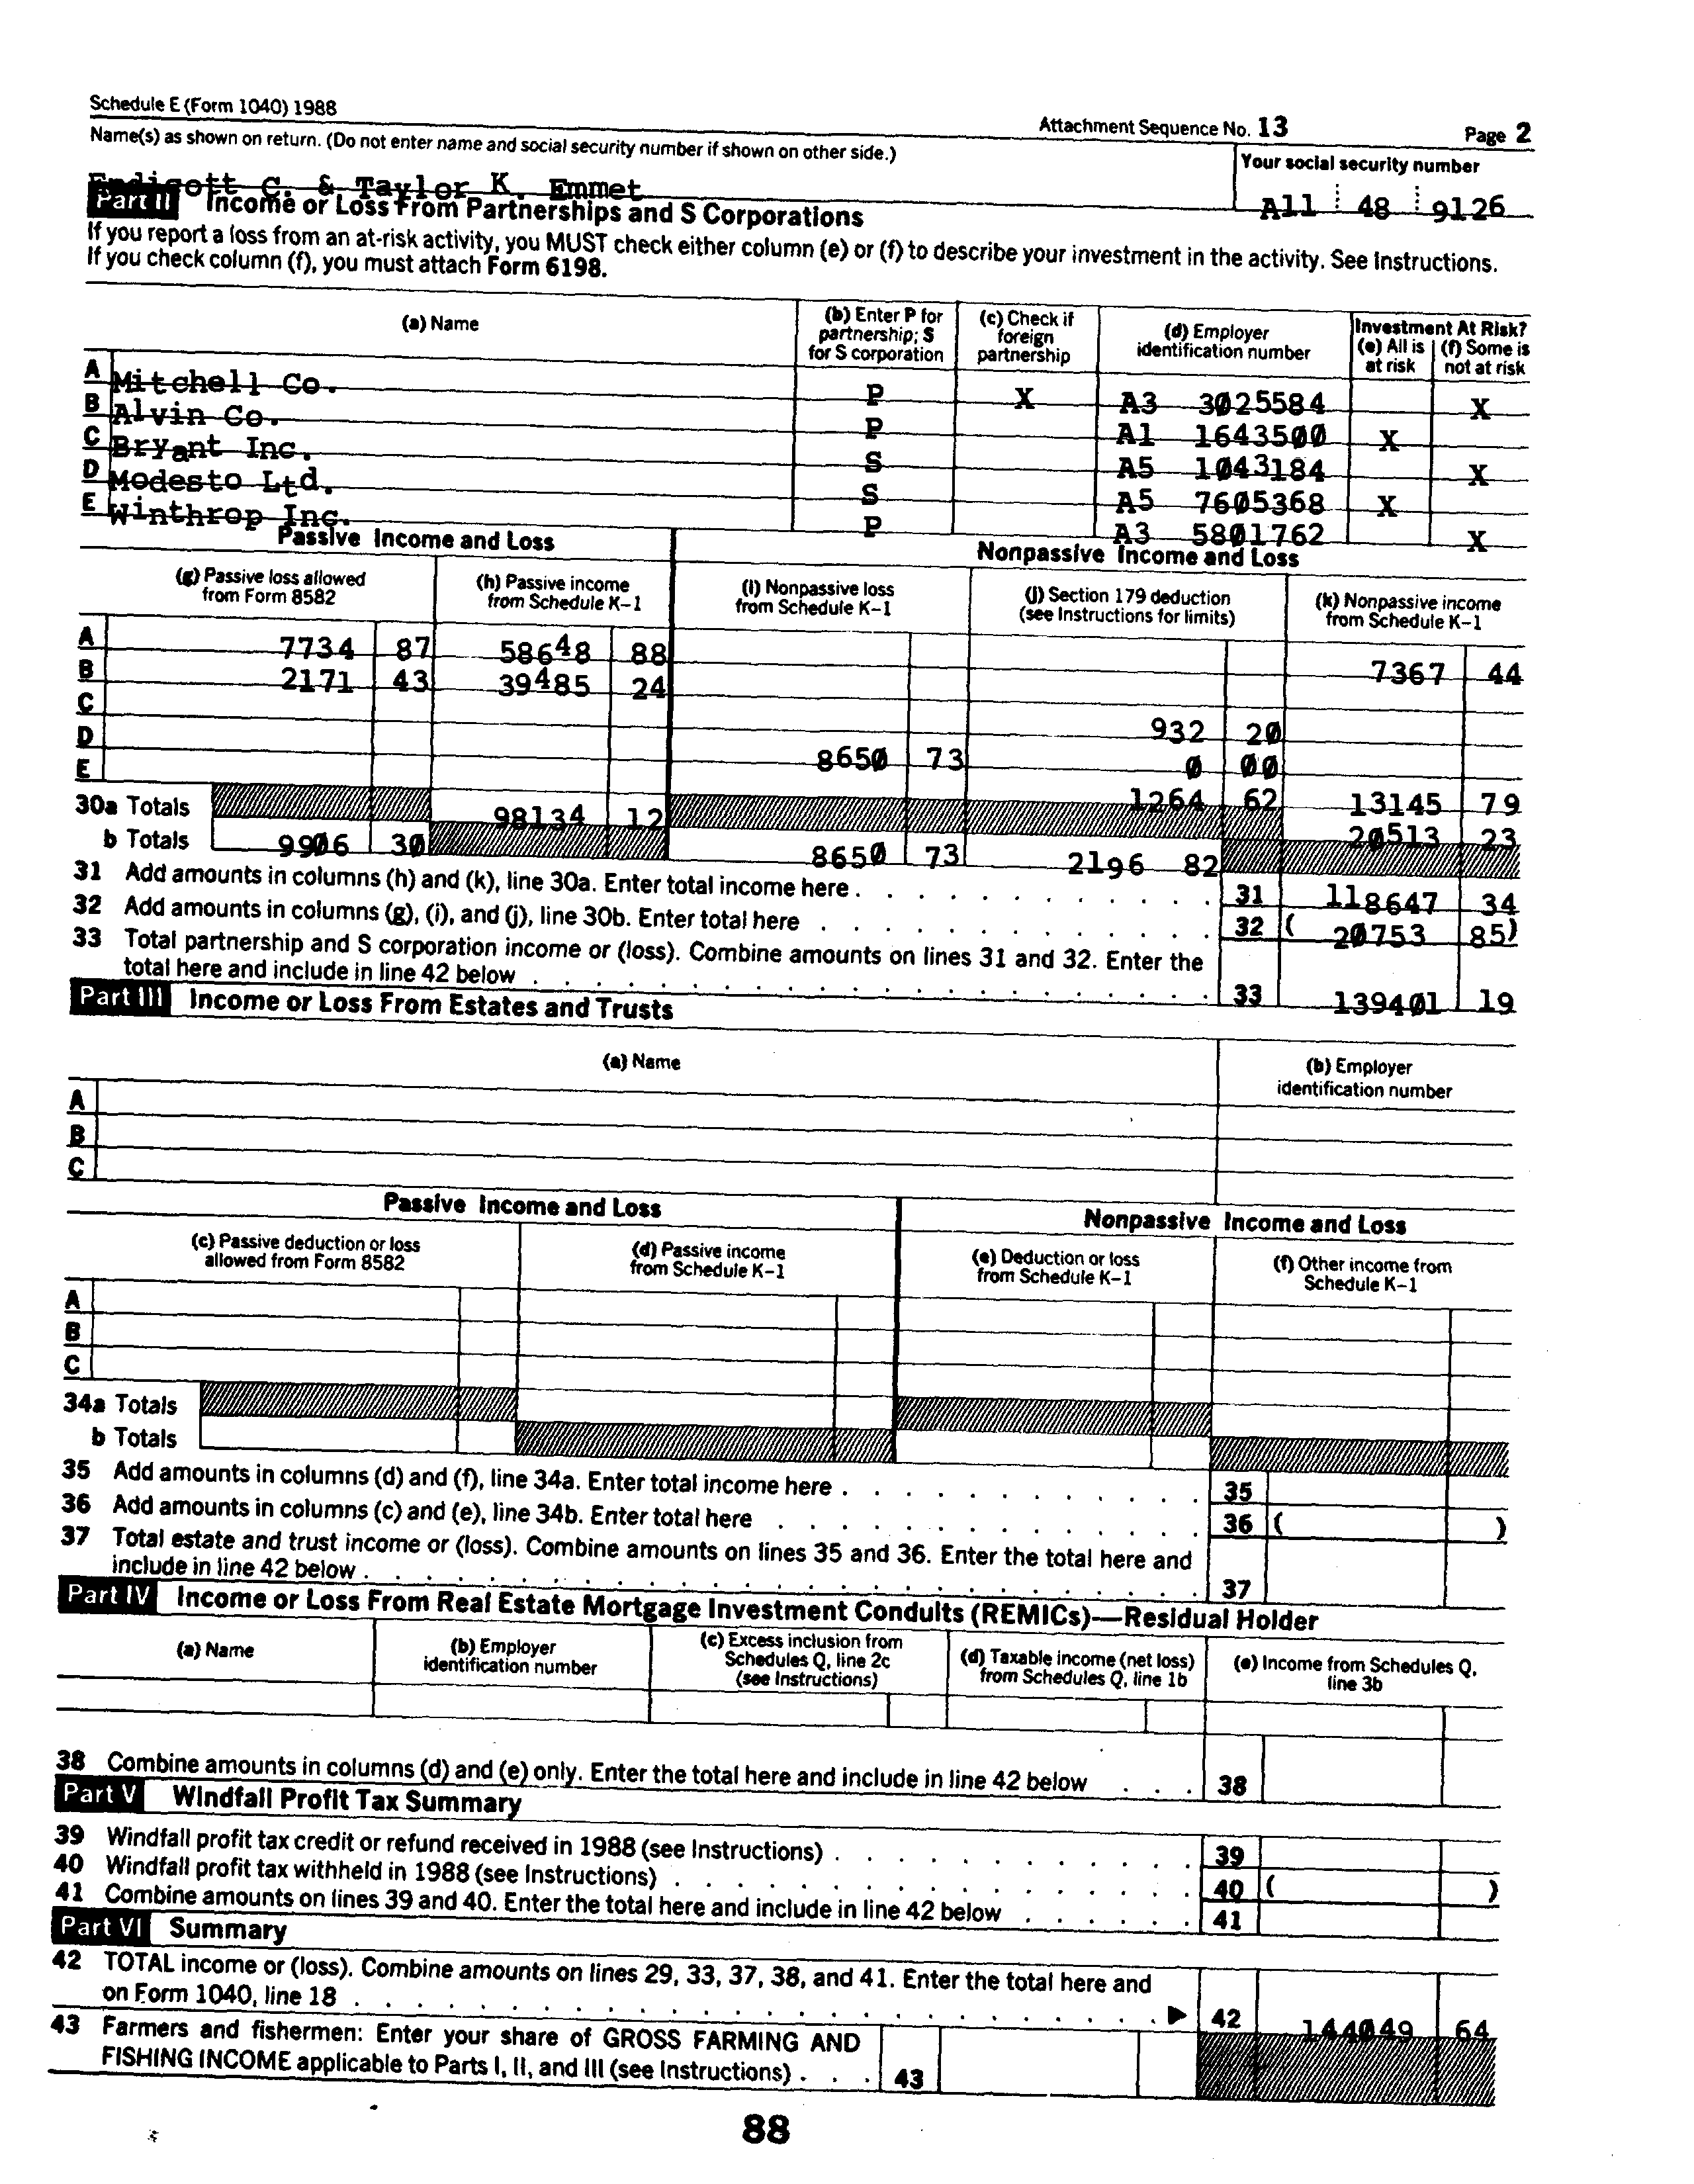 Schedule E (Form 1040) 1988
Attachment Sequence No. 13 Page 2
Name(s) as shown on return. (Do not enter name and social security number if shown on other side.)
Your social security number
Endicott C. & Taylor K. Emmet
A11 48 9126
Part II Income or Loss From Partnerships and S Corporations
If you report a loss from an at-risk activity, you MUST check either column (e) or (f) to describe your investment in the activity. See Instructions.
If you check column (f), you must attach Form 6198.
(a) Name
(b) Enter P for partnership; S for S corporation
(c) Check if foreign partnership
(d) Employer identification number
Investment At Risk?
(e) All is at risk
(f) Some is not at risk
A Mitchell Co. P X A3 3025584 X
B Alvin Co. P A1 1643500 X
C Bryant Inc. S A5 1043184 X
D Modesto Ltd. S A5 7605368 X
E Winthrop Inc. P A3 5801762 X
Passive Income and Loss
Nonpassive Income and Loss
(g) Passive loss allowed from Form 8582
(h) Passive income from Schedule K–1
(i) Nonpassive loss from Schedule K–1
(j) Section 179 deduction (see Instructions for limits)
(k) Nonpassive income from Schedule K–1
A 7734 87 58648 88 7367 44
B 2171 43 39485 24
C 932 20
D 8650 73 0 00
E 1264 62 13145 79
30a Totals 98134 12 20513 23
b Totals 9906 30 8650 73 2196 82
31 Add amounts in columns (h) and (k), line 30a. Enter total income here . 31 118647 34
32 Add amounts in columns (g), (i), and (j), line 30b. Enter total here . 32 ( 20753 85)
33 Total partnership and S corporation income or (loss). Combine amounts on lines 31 and 32. Enter the
total here and include in line 42 below . 33 139401 19
Part III Income or Loss From Estates and Trusts
(a) Name
(b) Employer identification number
A
B
C
Passive Income and Loss
Nonpassive Income and Loss
(c) Passive deduction or loss allowed from Form 8582
(d) Passive income from Schedule K–1
(e) Deduction or loss from Schedule K–1
(f) Other income from Schedule K–1
A
B
C
34a Totals
b Totals
35 Add amounts in columns (d) and (f), line 34a. Enter total income here . 35
36 Add amounts in columns (c) and (e), line 34b. Enter total here . 36 ( )
37 Total estate and trust income or (loss). Combine amounts on lines 35 and 36. Enter the total here and
include in line 42 below . 37
Part IV Income or Loss From Real Estate Mortgage Investment Conduits (REMICs)—Residual Holder
(a) Name
(b) Employer identification number
(c) Excess inclusion from Schedules Q, line 2c (see Instructions)
(d) Taxable income (net loss) from Schedules Q, line 1b
(e) Income from Schedules Q, line 3b
38 Combine amounts in columns (d) and (e) only. Enter the total here and include in line 42 below . . . 38
Part V Windfall Profit Tax Summary
39 Windfall profit tax credit or refund received in 1988 (see Instructions) . 39
40 Windfall profit tax withheld in 1988 (see Instructions) . 40 ( )
41 Combine amounts on lines 39 and 40. Enter the total here and include in line 42 below . 41
Part VI Summary
42 TOTAL income or (loss). Combine amounts on lines 29, 33, 37, 38, and 41. Enter the total here and
on Form 1040, line 18 . ▶ 42 144049 64
43 Farmers and fishermen: Enter your share of GROSS FARMING AND
FISHING INCOME applicable to Parts I, II, and III (see Instructions) . . . 43
88